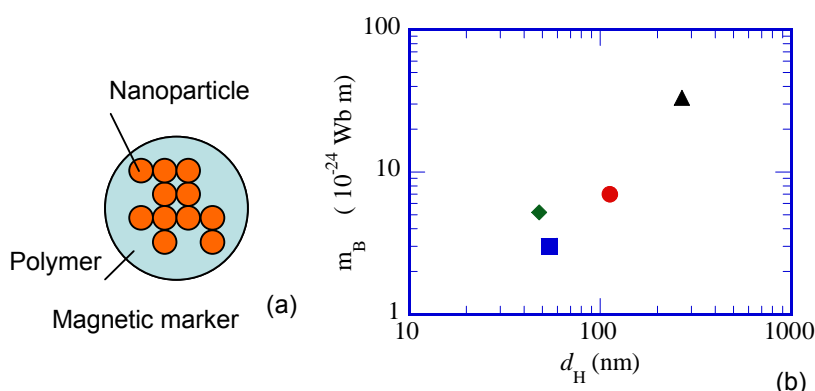 Nanoparticle
Polymer
Magnetic marker
(a)
m_B (10^-24 Wb m)
100
10
1
10
100
1000
d_H (nm)
(b)